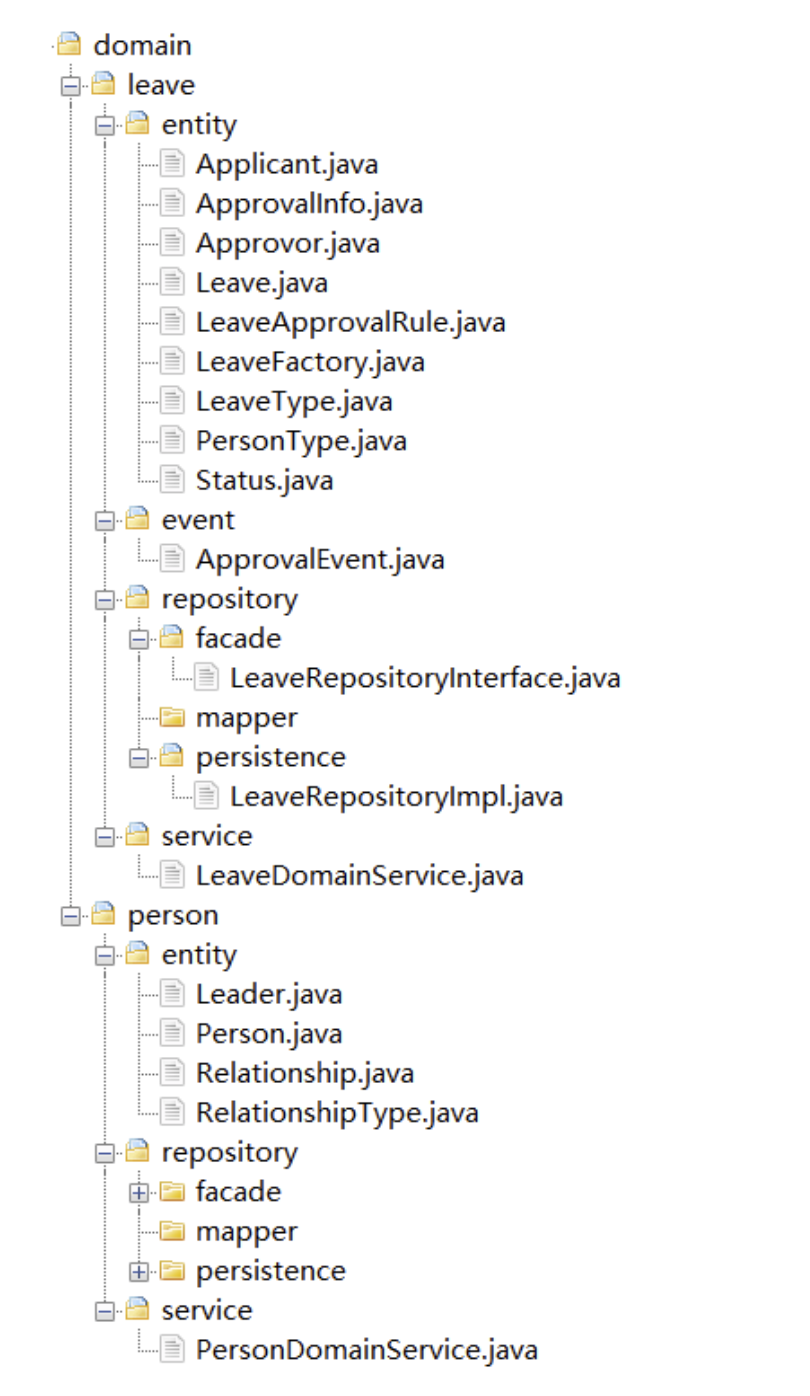 domain
leave
entity
Applicant.java
ApprovalInfo.java
Approvor.java
Leave.java
LeaveApprovalRule.java
LeaveFactory.java
LeaveType.java
PersonType.java
Status.java
event
ApprovalEvent.java
repository
facade
LeaveRepositoryInterface.java
mapper
persistence
LeaveRepositoryImpl.java
service
LeaveDomainService.java
person
entity
Leader.java
Person.java
Relationship.java
RelationshipType.java
repository
facade
mapper
persistence
service
PersonDomainService.java